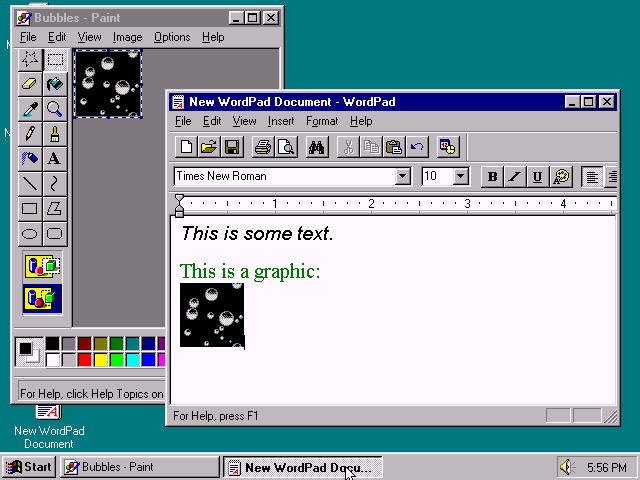 Bubbles - Paint
File Edit View Image Options Help
New WordPad Document - WordPad
File Edit View Insert Format Help
Times New Roman 10 B I U
1 2 3 4
This is some text.
This is a graphic:
For Help, press F1
For Help, click Help Topics on
New WordPad
Document
Start Bubbles - Paint New WordPad Docu... 5:56 PM